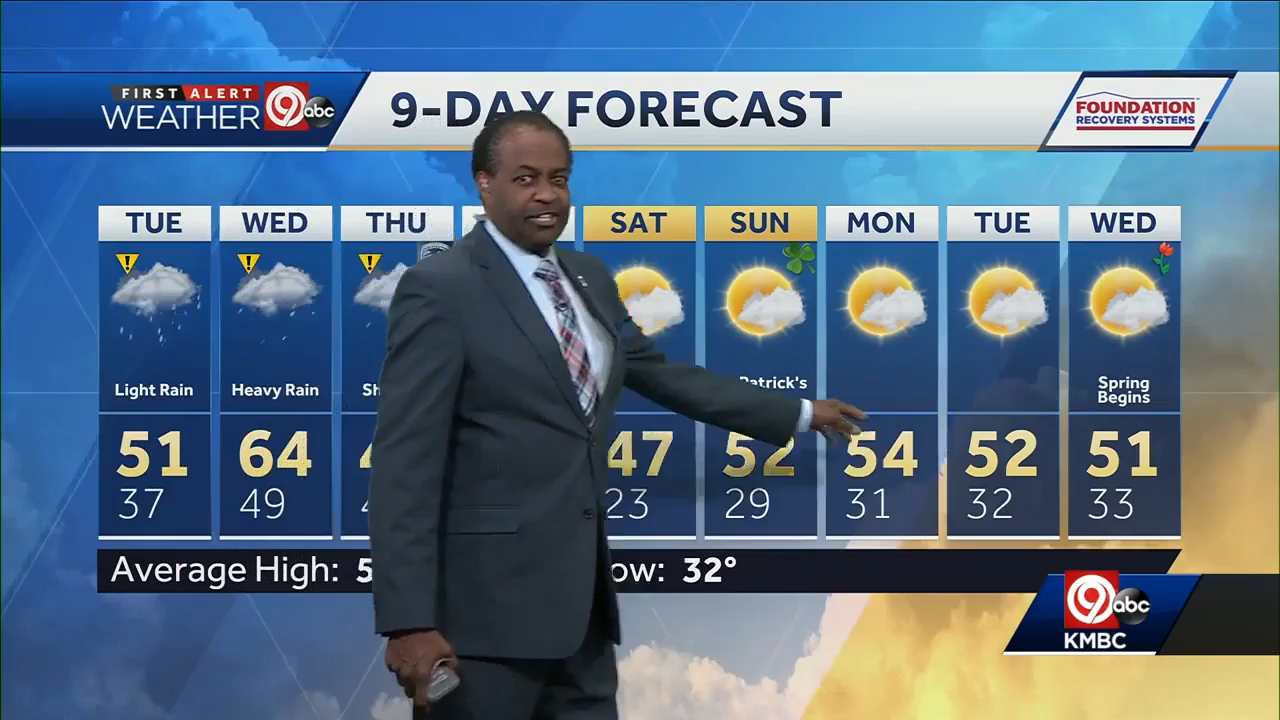 FIRST ALERT
WEATHER 9 abc
9-DAY FORECAST
FOUNDATION
RECOVERY SYSTEMS
TUE WED THU SAT SUN MON TUE WED
Light Rain Heavy Rain Patrick's Spring
Begins
51 64 47 52 54 52 51
37 49 23 29 31 32 33
Average High: 32°
9 abc
KMBC